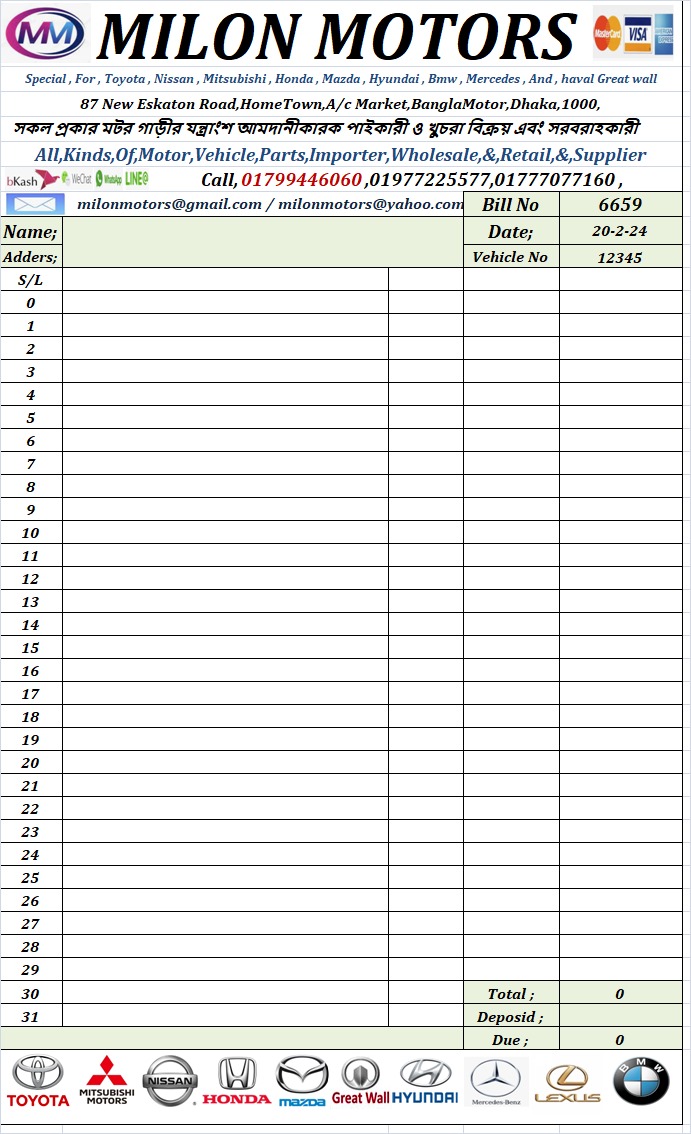 MM MILON MOTORS MasterCard VISA AMERICAN EXPRESS
Special , For , Toyota , Nissan , Mitsubishi , Honda , Mazda , Hyundai , Bmw , Mercedes , And , haval Great wall
87 New Eskaton Road,HomeTown,A/c Market,BanglaMotor,Dhaka,1000,
সকল প্রকার মটর গাড়ীর যন্ত্রাংশ আমদানীকারক পাইকারী ও খুচরা বিক্রয় এবং সরবরাহকারী
All,Kinds,Of,Motor,Vehicle,Parts,Importer,Wholesale,&,Retail,&,Supplier
bKash WeChat WhatsApp LINE@ Call,01799446060 ,01977225577,01777077160 ,
milonmotors@gmail.com / milonmotors@yahoo.com Bill No 6659
Name; Date; 20-2-24
Adders; Vehicle No 12345
S/L
0
1
2
3
4
5
6
7
8
9
10
11
12
13
14
15
16
17
18
19
20
21
22
23
24
25
26
27
28
29
30 Total ; 0
31 Deposid ;
Due ; 0
TOYOTA MITSUBISHI MOTORS NISSAN HONDA mazda Great Wall HYUNDAI Mercedes-Benz LEXUS BMW